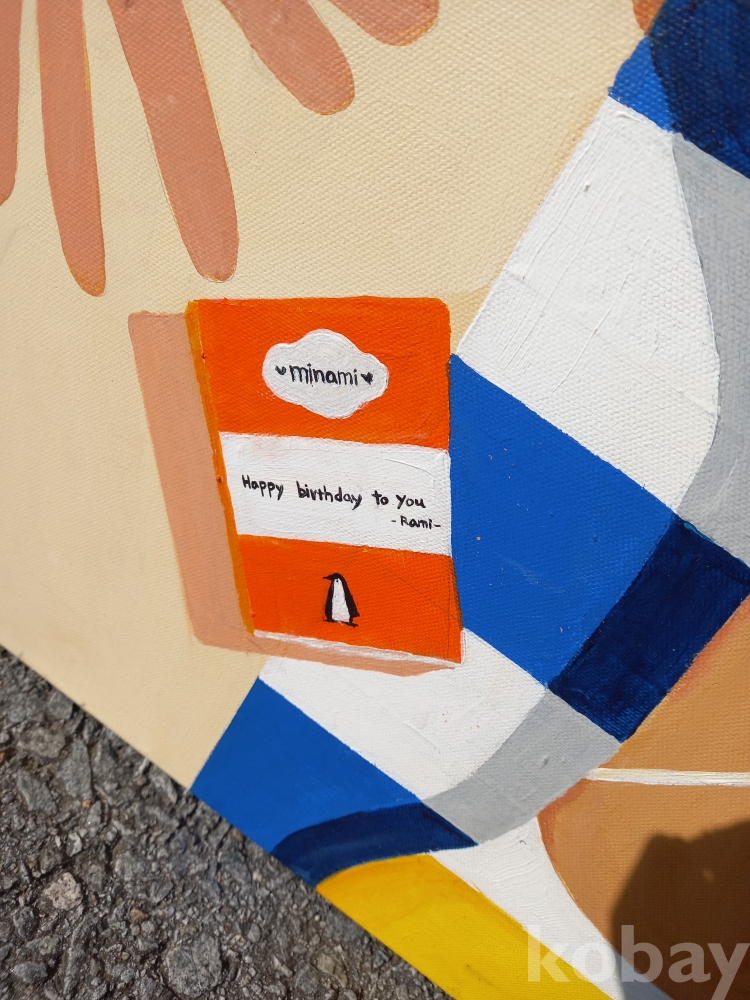 minami
Happy birthday to you
-Rami-
kobay